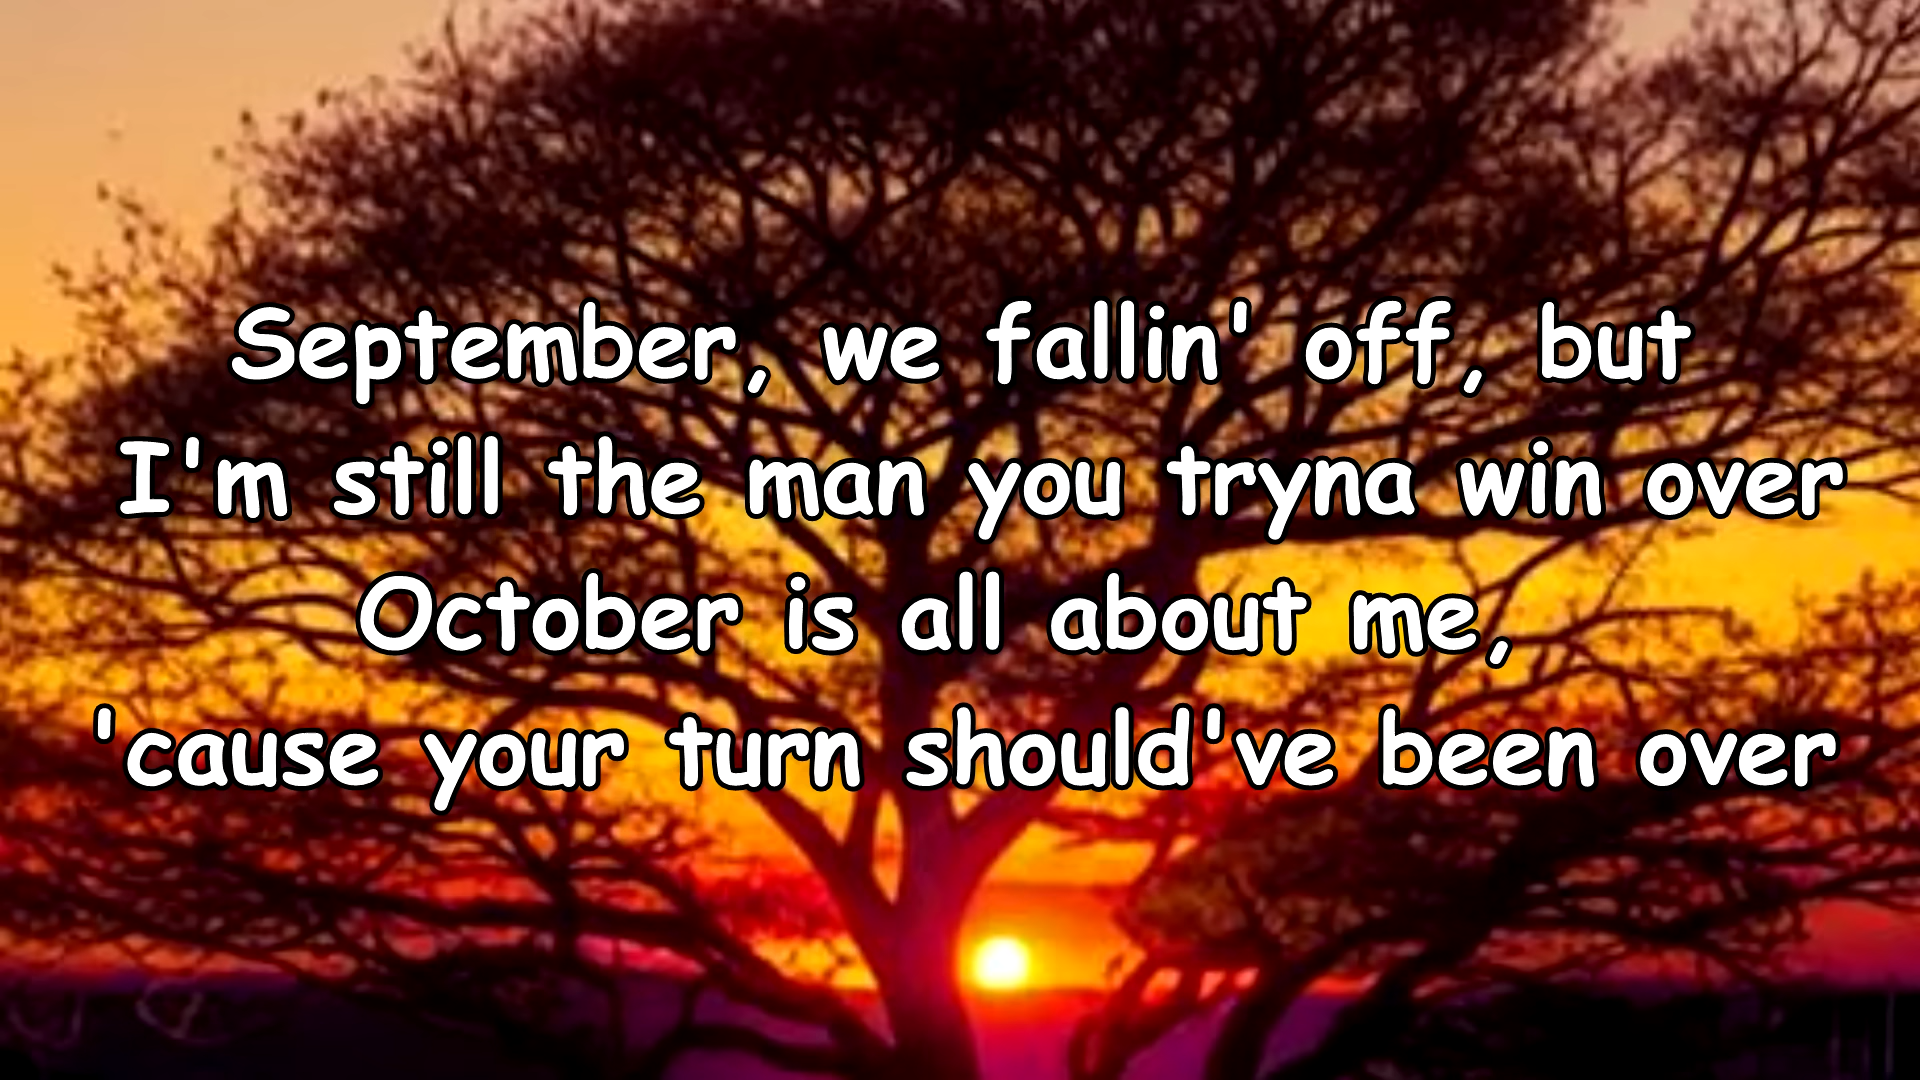 September, we fallin' off, but
I'm still the man you tryna win over
October is all about me,
'cause your turn should've been over